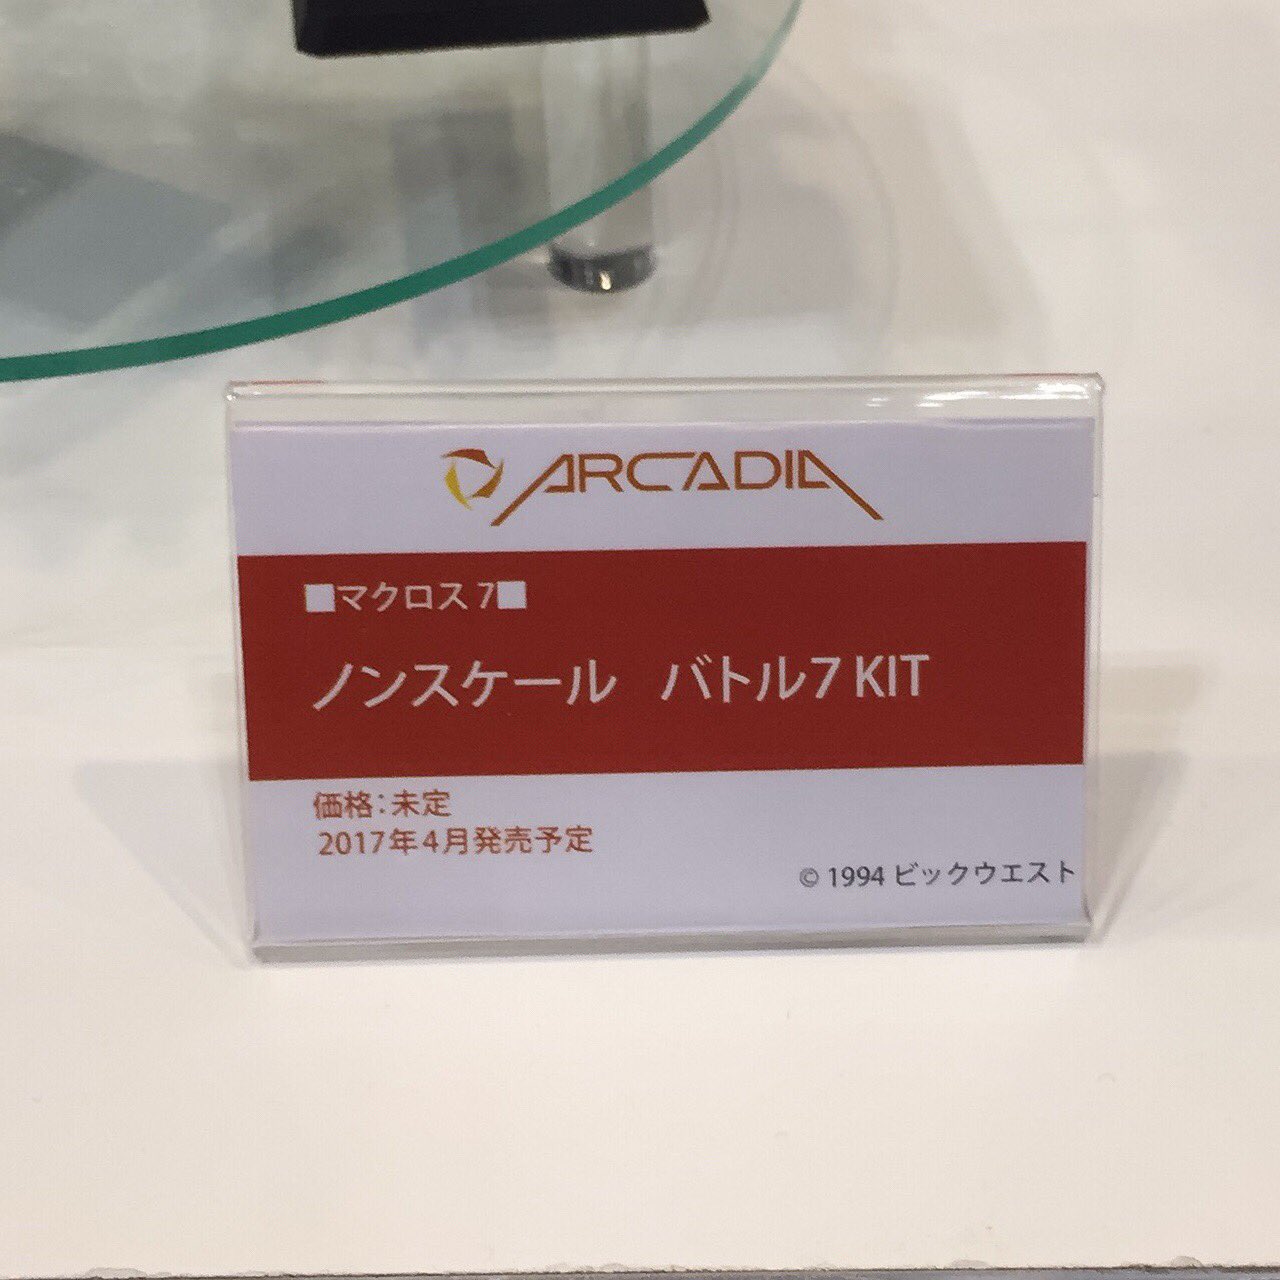 ARCADIA
■マクロス 7■
ノンスケール バトル7 KIT
価格：未定
2017年4月発売予定
© 1994 ビックウエスト